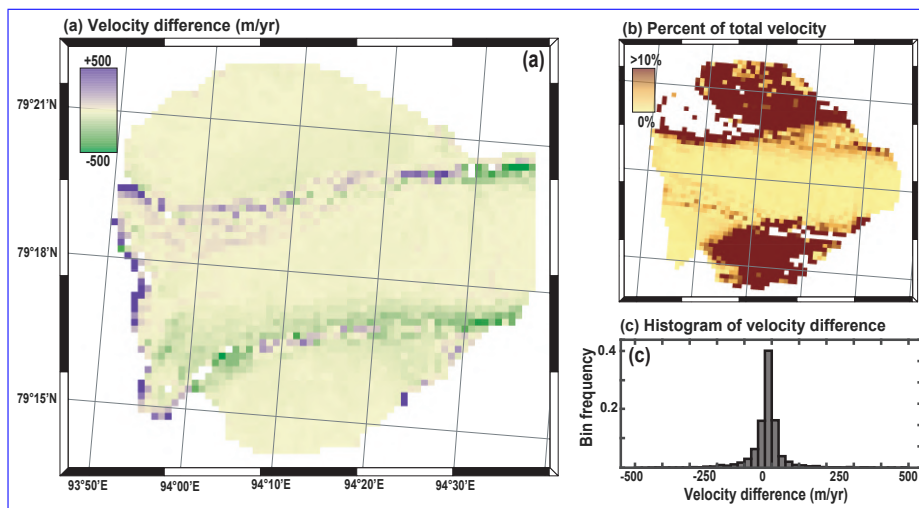 (a) Velocity difference (m/yr)
+500
-500
(a)
79°21'N
79°18'N
79°15'N
93°50'E
94°00'E
94°10'E
94°20'E
94°30'E
(b) Percent of total velocity
>10%
0%
(c) Histogram of velocity difference
(c)
0.4
0.2
Bin frequency
-500
-250
0
250
500
Velocity difference (m/yr)